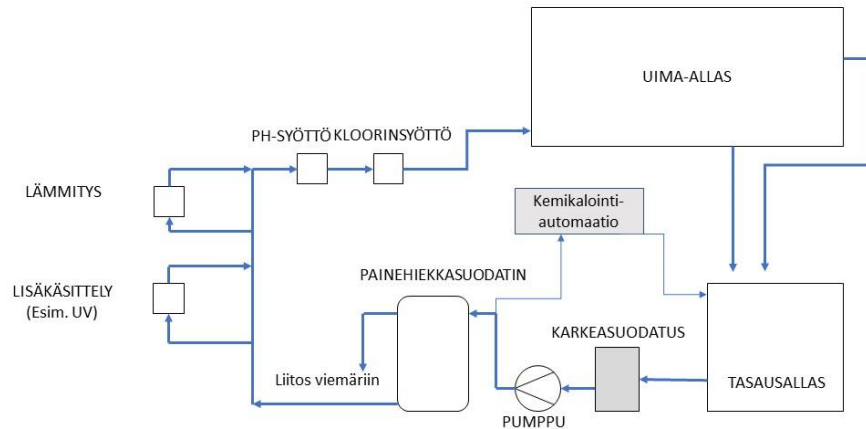 UIMA-ALLAS
PH-SYÖTTÖ KLOORINSYÖTTÖ
LÄMMITYS
Kemikalointi-
automaatio
LISÄKÄSITTELY
(Esim. UV)
PAINEHIEKKASUODATIN
KARKEASUODATUS
Liitos viemäriin
TASAUSALLAS
PUMPPU